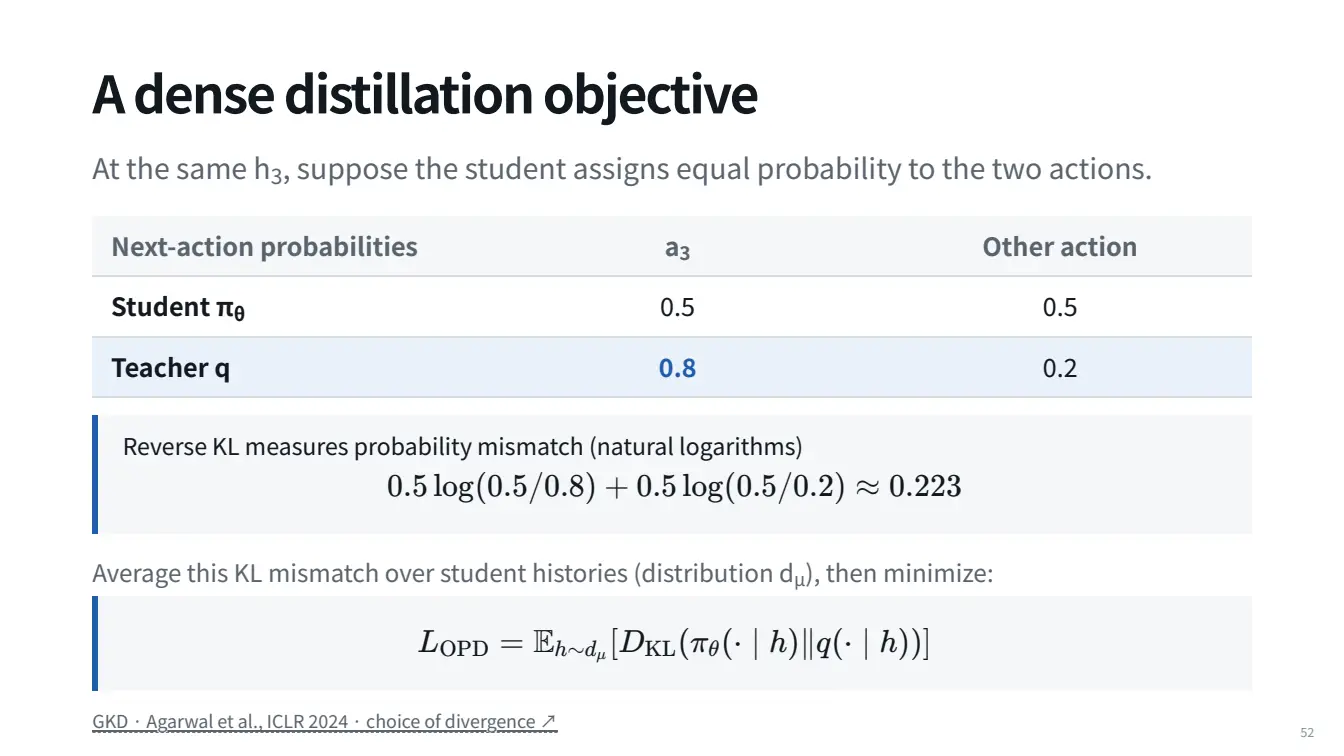 A dense distillation objective
At the same h₃, suppose the student assigns equal probability to the two actions.
Next-action probabilities a₃ Other action
Student π_θ 0.5 0.5
Teacher q 0.8 0.2
Reverse KL measures probability mismatch (natural logarithms)
0.5 log(0.5/0.8) + 0.5 log(0.5/0.2) ≈ 0.223
Average this KL mismatch over student histories (distribution d_μ), then minimize:
L_OPD = 𝔼_{h∼d_μ}[D_KL(π_θ(· | h)‖q(· | h))]
GKD · Agarwal et al., ICLR 2024 · choice of divergence ↗
52